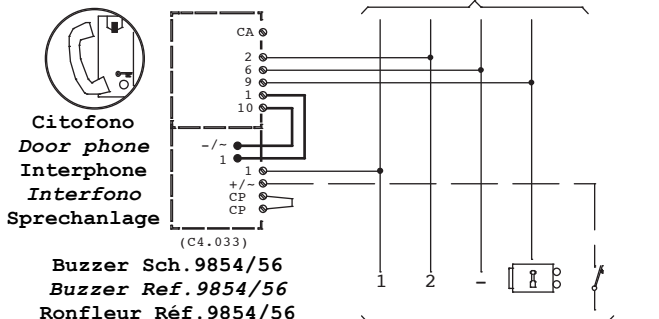 CA
2
6
9
1
10
-/~
1
1
+/~
CP
CP
(C4.033)
Citofono
Door phone
Interphone
Interfono
Sprechanlage
Buzzer Sch.9854/56
Buzzer Ref.9854/56
Ronfleur Réf.9854/56
1 2 -